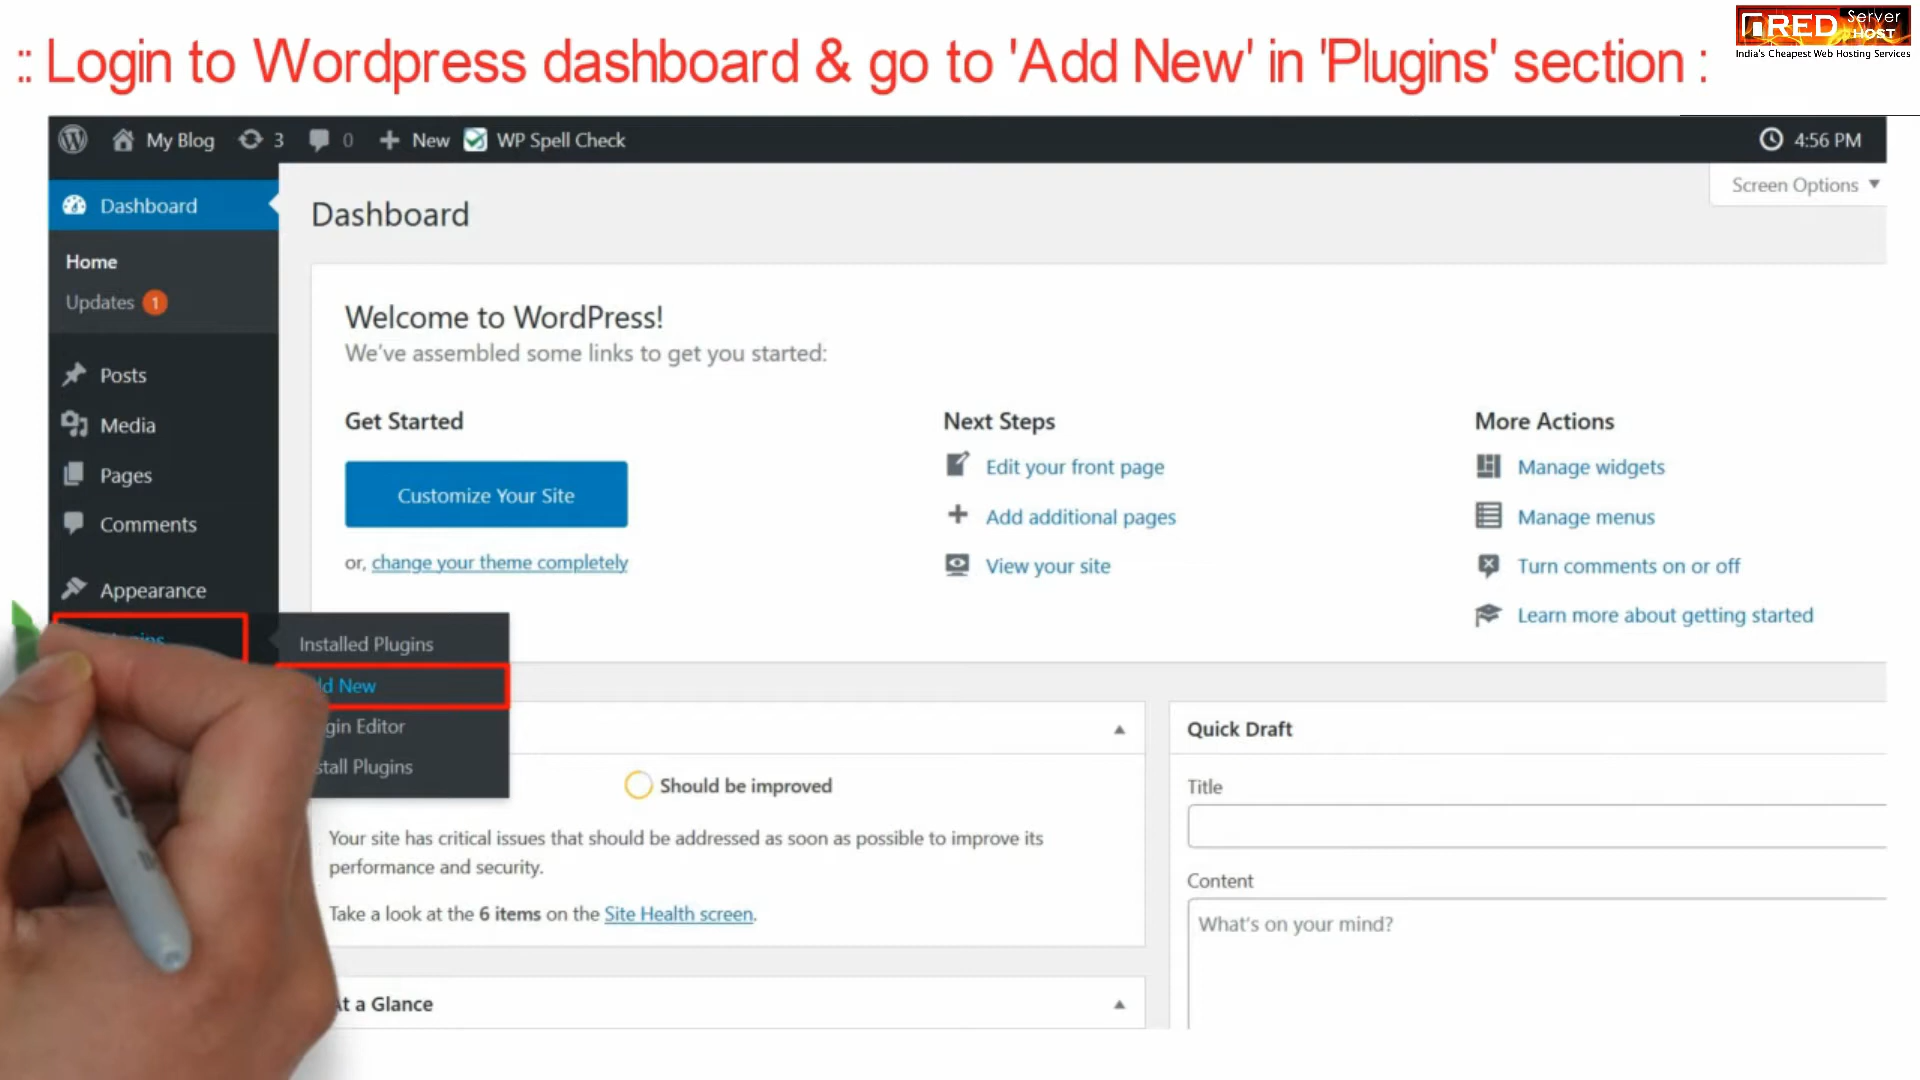 :: Login to Wordpress dashboard & go to 'Add New' in 'Plugins' section :
RED Server HOST
India's Cheapest Web Hosting Services
My Blog 3 0 New WP Spell Check 4:56 PM
Screen Options
Dashboard
Home
Updates 1
Posts
Media
Pages
Comments
Appearance
Installed Plugins
New
Editor
Plugins
Dashboard
Welcome to WordPress!
We've assembled some links to get you started:
Get Started
Customize Your Site
or, change your theme completely
Next Steps
Edit your front page
Add additional pages
View your site
More Actions
Manage widgets
Manage menus
Turn comments on or off
Learn more about getting started
Should be improved
Your site has critical issues that should be addressed as soon as possible to improve its
performance and security.
Take a look at the 6 items on the Site Health screen.
At a Glance
Quick Draft
Title
Content
What's on your mind?